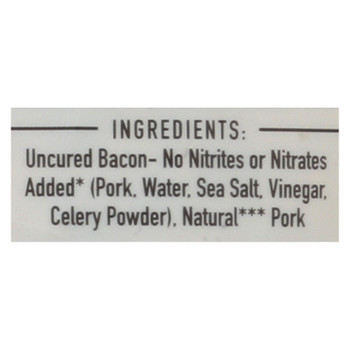 INGREDIENTS:
Uncured Bacon- No Nitrites or Nitrates
Added* (Pork, Water, Sea Salt, Vinegar,
Celery Powder), Natural*** Pork